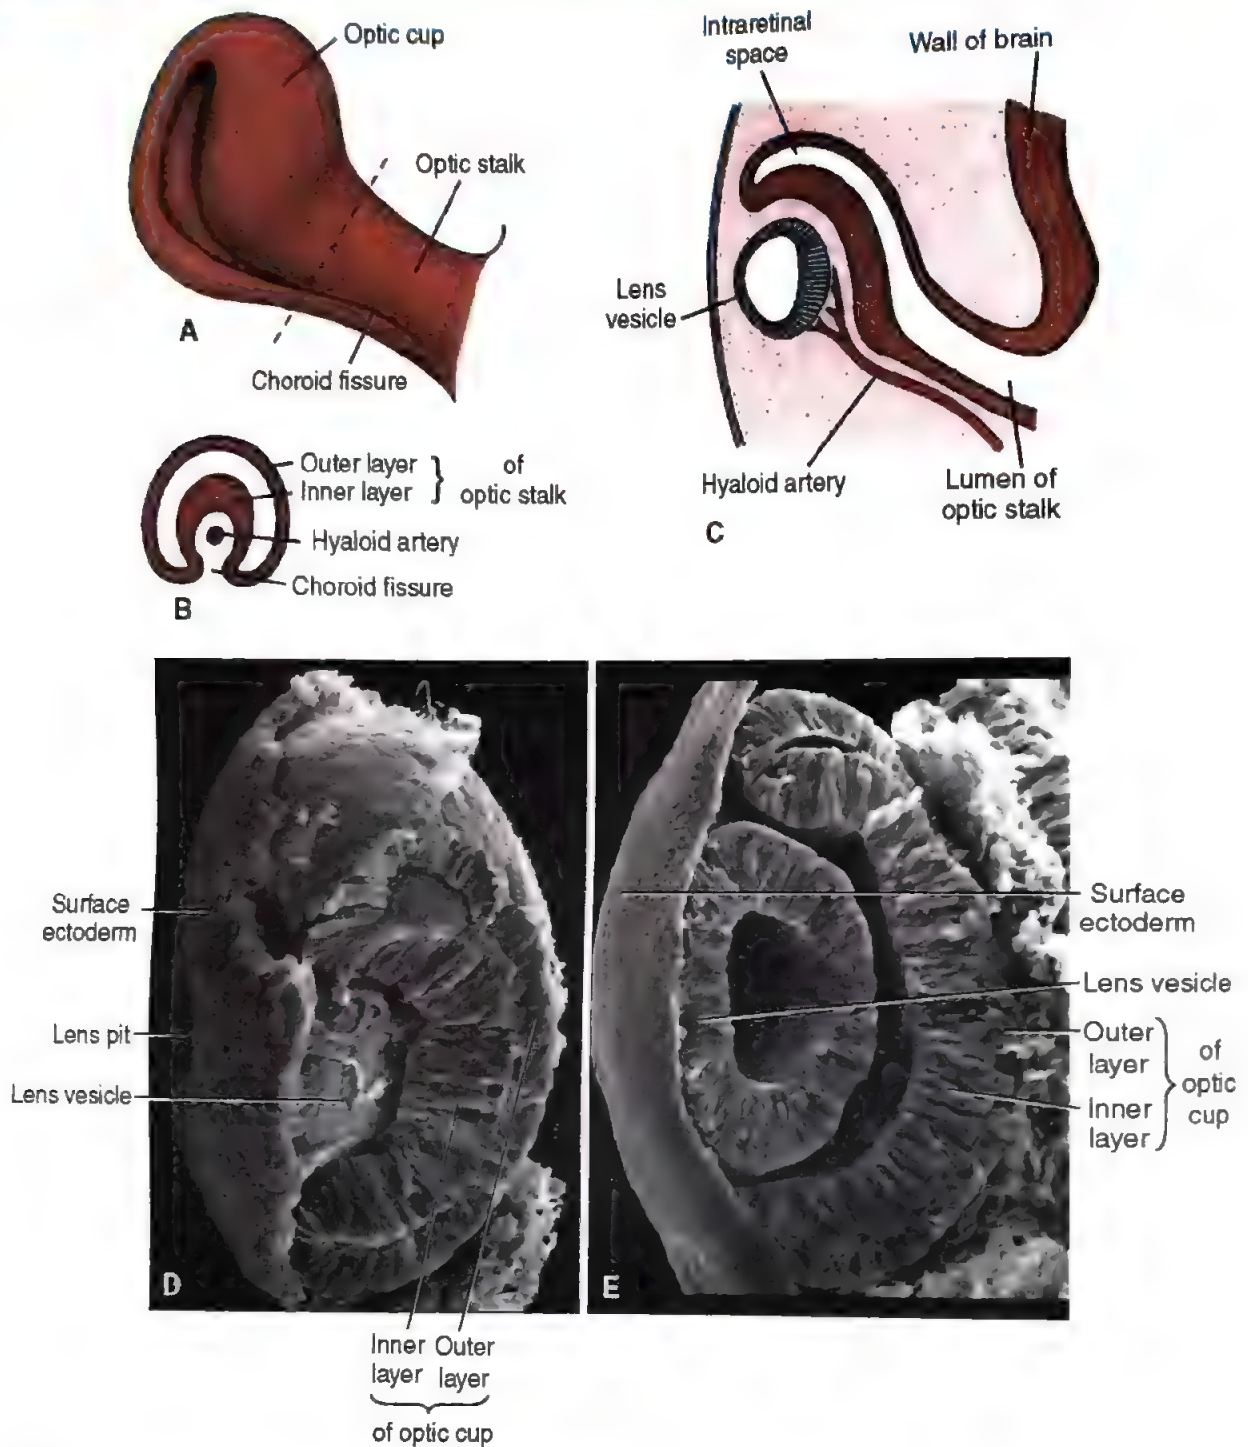 Optic cup
Optic stalk
A
Choroid fissure
Intraretinal
space
Wall of brain
Lens
vesicle
Hyaloid artery
Lumen of
optic stalk
C
Outer layer
Inner layer
of
optic stalk
Hyaloid artery
Choroid fissure
B
Surface
ectoderm
Lens pit
Lens vesicle
D
Inner
layer
Outer
layer
of optic cup
E
Surface
ectoderm
Lens vesicle
Outer
layer
Inner
layer
of
optic
cup